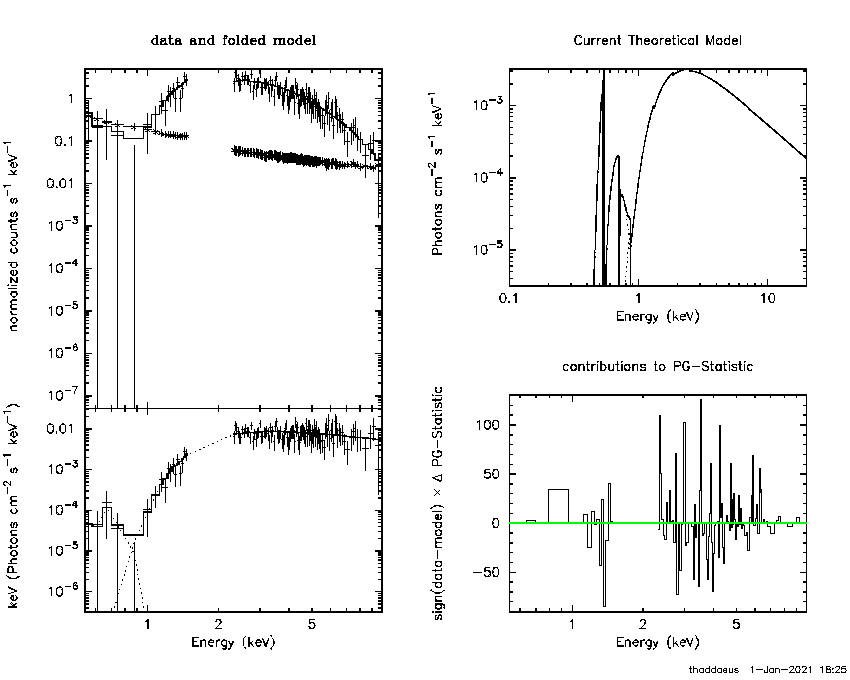 data and folded model
normalized counts s⁻¹ keV⁻¹
1
0.1
0.01
10⁻³
10⁻⁴
10⁻⁵
10⁻⁶
10⁻⁷
keV (Photons cm⁻² s⁻¹ keV⁻¹)
0.01
10⁻³
10⁻⁴
10⁻⁵
10⁻⁶
1 2 5
Energy (keV)
Current Theoretical Model
Photons cm⁻² s⁻¹ keV⁻¹
10⁻³
10⁻⁴
10⁻⁵
0.1 1 10
Energy (keV)
contributions to PG−Statistic
sign(data−model) × Δ PG−Statistic
100
50
0
−50
1 2 5
Energy (keV)
thaddaeus 1−Jan−2021 18:25